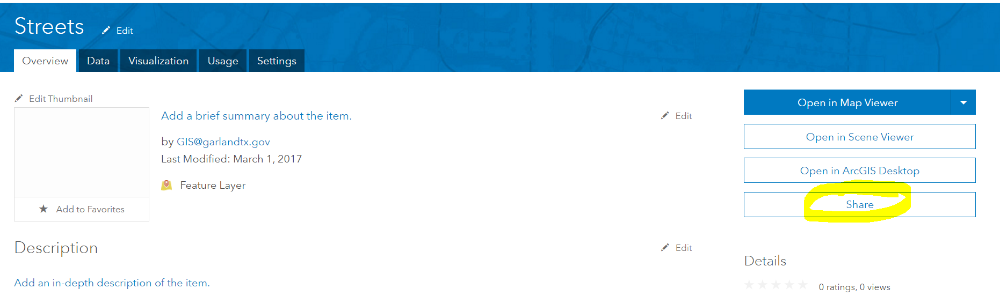 Streets Edit
Overview Data Visualization Usage Settings
Edit Thumbnail
Add to Favorites
Add a brief summary about the item. Edit
by GIS@garlandtx.gov
Last Modified: March 1, 2017
Feature Layer
Description Edit
Add an in-depth description of the item.
Open in Map Viewer
Open in Scene Viewer
Open in ArcGIS Desktop
Share
Details
0 ratings, 0 views